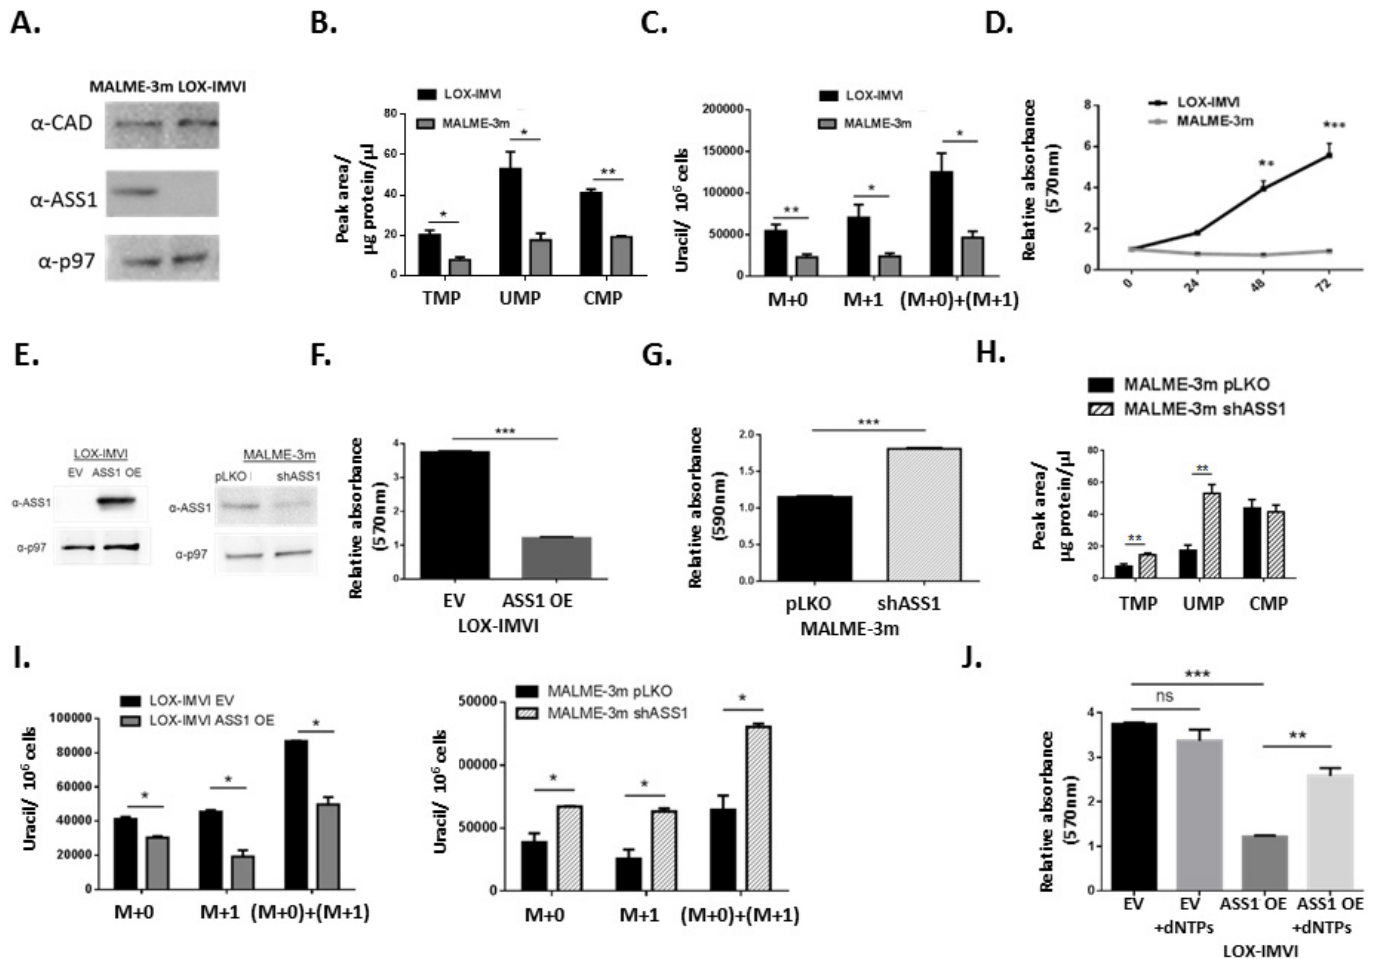 A.
MALME-3m LOX-IMVI
α-CAD
α-ASS1
α-p97
B.
LOX-IMVI
MALME-3m
Peak area/
µg protein/µl
80
60
40
20
0
*
*
**
TMP UMP CMP
C.
LOX-IMVI
MALME-3m
Uracil/ 10⁶ cells
200000
150000
100000
50000
0
**
*
*
M+0 M+1 (M+0)+(M+1)
D.
LOX-IMVI
MALME-3m
Relative absorbance
(570nm)
8
6
4
2
0
**
***
0 24 48 72
E.
LOX-IMVI
EV ASS1 OE
α-ASS1
α-p97
MALME-3m
pLKO shASS1
α-ASS1
α-p97
F.
Relative absorbance
(570nm)
4
3
2
1
0
***
EV ASS1 OE
LOX-IMVI
G.
Relative absorbance
(590nm)
2.0
1.5
1.0
0.5
0.0
***
pLKO shASS1
MALME-3m
H.
MALME-3m pLKO
MALME-3m shASS1
Peak area/
µg protein/µl
80
60
40
20
0
**
**
TMP UMP CMP
I.
LOX-IMVI EV
LOX-IMVI ASS1 OE
Uracil/ 10⁶ cells
100000
80000
60000
40000
20000
0
*
*
*
M+0 M+1 (M+0)+(M+1)
MALME-3m pLKO
MALME-3m shASS1
Uracil/ 10⁶ cells
50000
00000
50000
0
*
*
*
M+0 M+1 (M+0)+(M+1)
J.
Relative absorbance
(570nm)
4
3
2
1
0
***
ns
**
EV EV ASS1 OE ASS1 OE
+dNTPs +dNTPs
LOX-IMVI